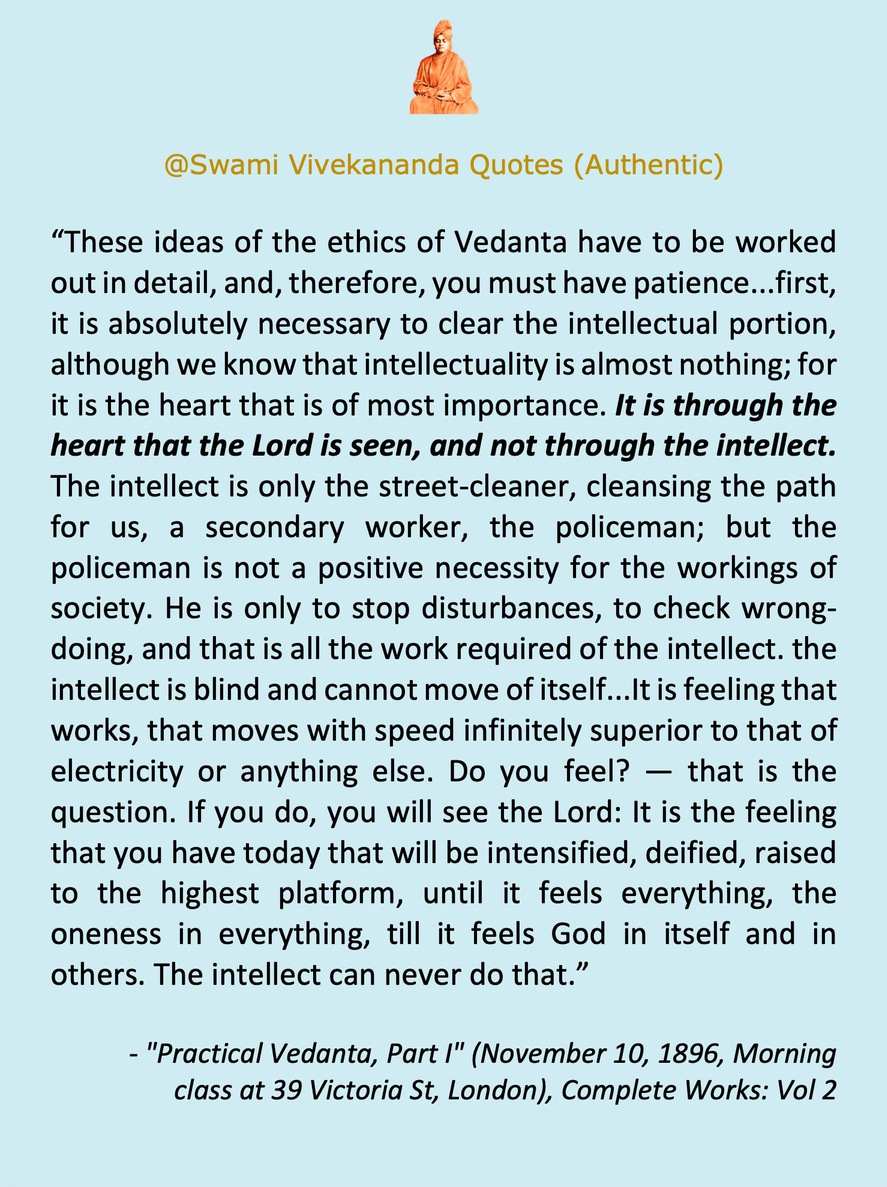 @Swami Vivekananda Quotes (Authentic)
“These ideas of the ethics of Vedanta have to be worked
out in detail, and, therefore, you must have patience...first,
it is absolutely necessary to clear the intellectual portion,
although we know that intellectuality is almost nothing; for
it is the heart that is of most importance. It is through the
heart that the Lord is seen, and not through the intellect.
The intellect is only the street-cleaner, cleansing the path
for us, a secondary worker, the policeman; but the
policeman is not a positive necessity for the workings of
society. He is only to stop disturbances, to check wrong-
doing, and that is all the work required of the intellect. the
intellect is blind and cannot move of itself...It is feeling that
works, that moves with speed infinitely superior to that of
electricity or anything else. Do you feel? — that is the
question. If you do, you will see the Lord: It is the feeling
that you have today that will be intensified, deified, raised
to the highest platform, until it feels everything, the
oneness in everything, till it feels God in itself and in
others. The intellect can never do that.”
- "Practical Vedanta, Part I" (November 10, 1896, Morning
class at 39 Victoria St, London), Complete Works: Vol 2